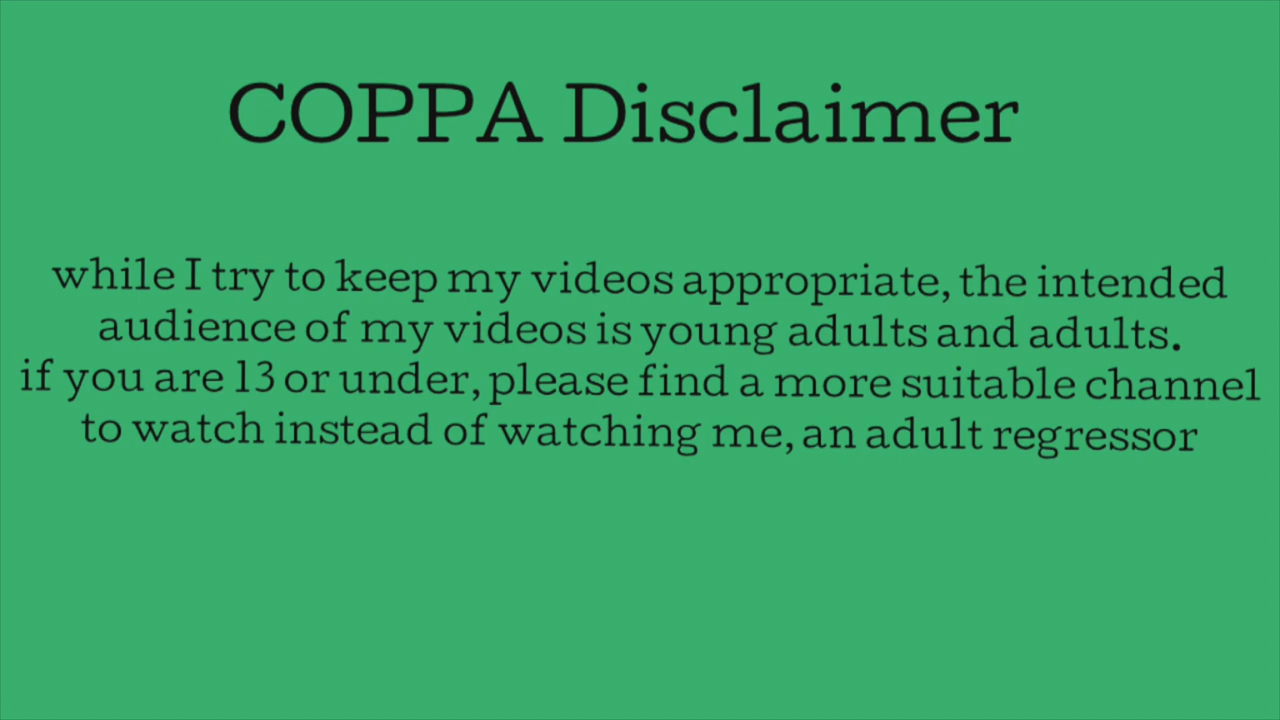 COPPA Disclaimer
while I try to keep my videos appropriate, the intended
audience of my videos is young adults and adults.
if you are 13 or under, please find a more suitable channel
to watch instead of watching me, an adult regressor